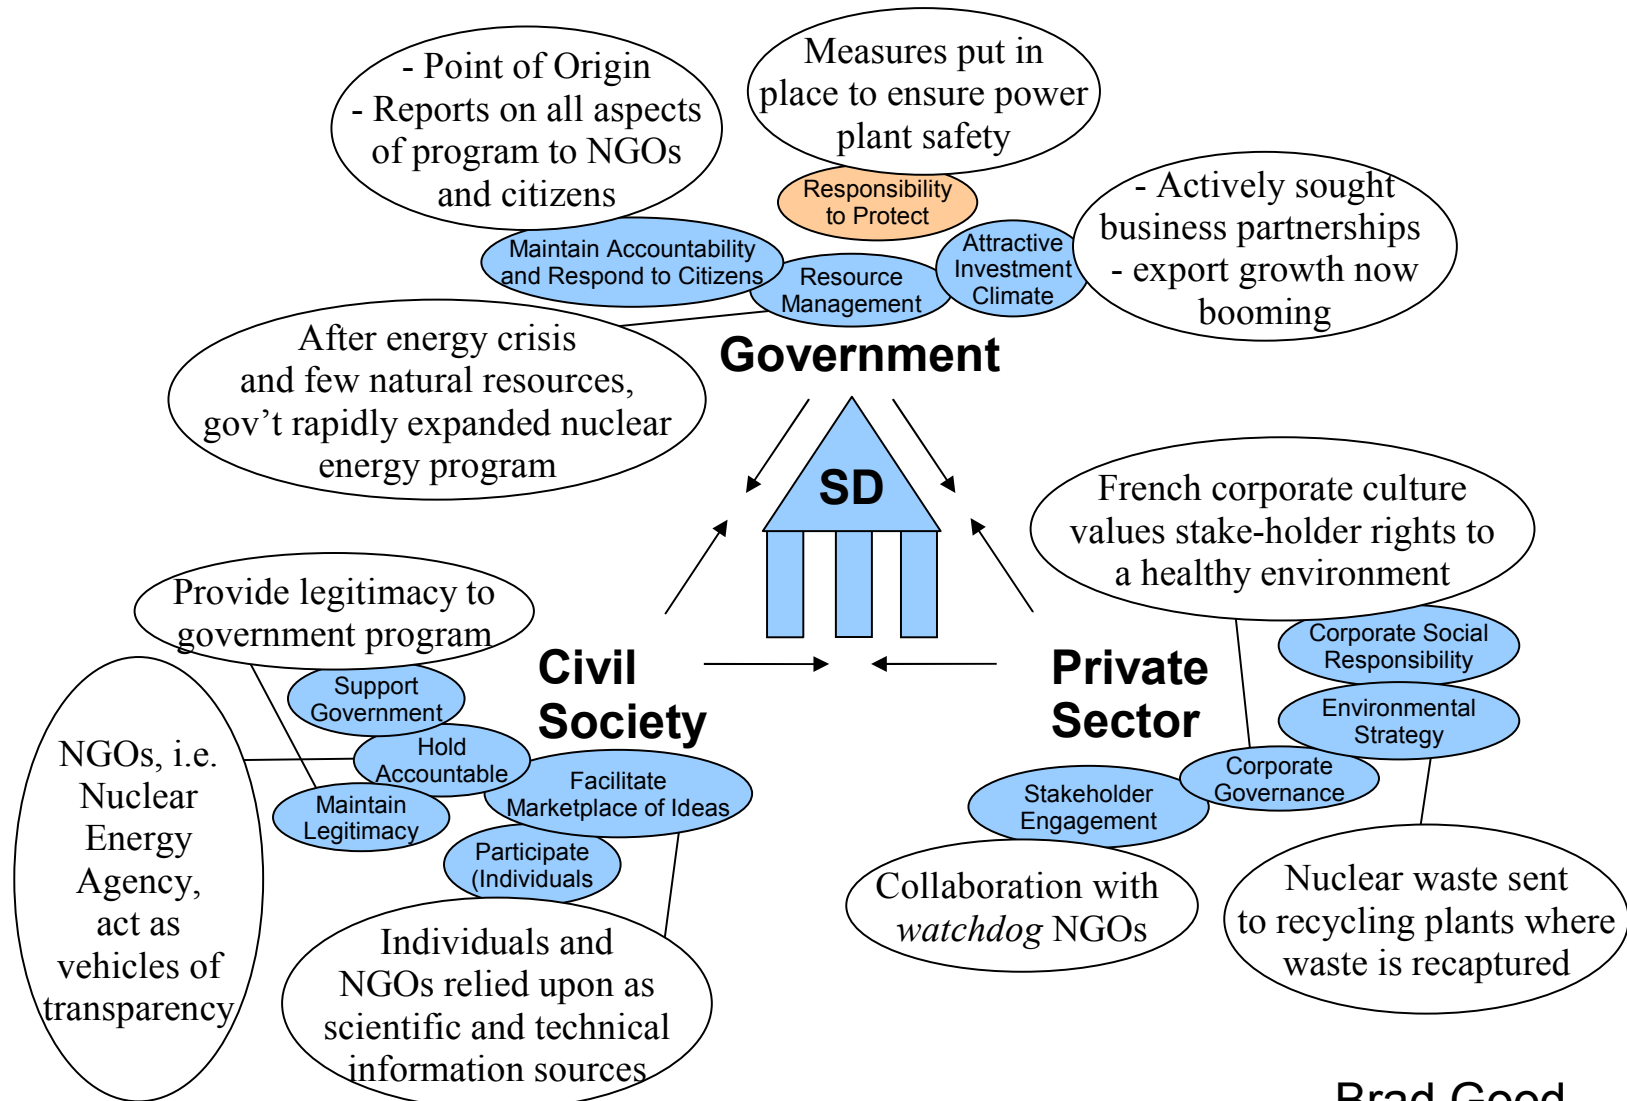 - Point of Origin
- Reports on all aspects
of program to NGOs
and citizens
Measures put in
place to ensure power
plant safety
Responsibility
to Protect
- Actively sought
business partnerships
- export growth now
booming
Maintain Accountability
and Respond to Citizens
Resource
Management
Attractive
Investment
Climate
After energy crisis
and few natural resources,
gov't rapidly expanded nuclear
energy program
Government
SD
French corporate culture
values stake-holder rights to
a healthy environment
Provide legitimacy to
government program
Civil
Society
Private
Sector
Corporate Social
Responsibility
Environmental
Strategy
Corporate
Governance
Stakeholder
Engagement
Support
Government
Hold
Accountable
Maintain
Legitimacy
Facilitate
Marketplace of Ideas
Participate
(Individuals
NGOs, i.e.
Nuclear
Energy
Agency,
act as
vehicles of
transparency
Individuals and
NGOs relied upon as
scientific and technical
information sources
Collaboration with
watchdog NGOs
Nuclear waste sent
to recycling plants where
waste is recaptured
Brad Good